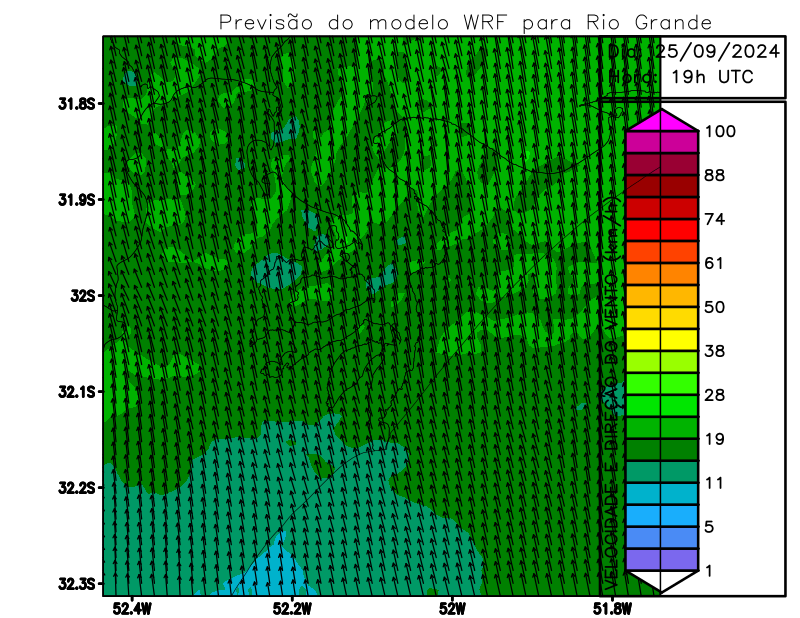 Previsão do modelo WRF para Rio Grande
Dia: 25/09/2024
Hora: 19h UTC
31.8S
31.9S
32S
32.1S
32.2S
32.3S
52.4W
52.2W
52W
51.8W
VELOCIDADE E DIREÇÃO DO VENTO (km/h)
100
88
74
61
50
38
28
19
11
5
1